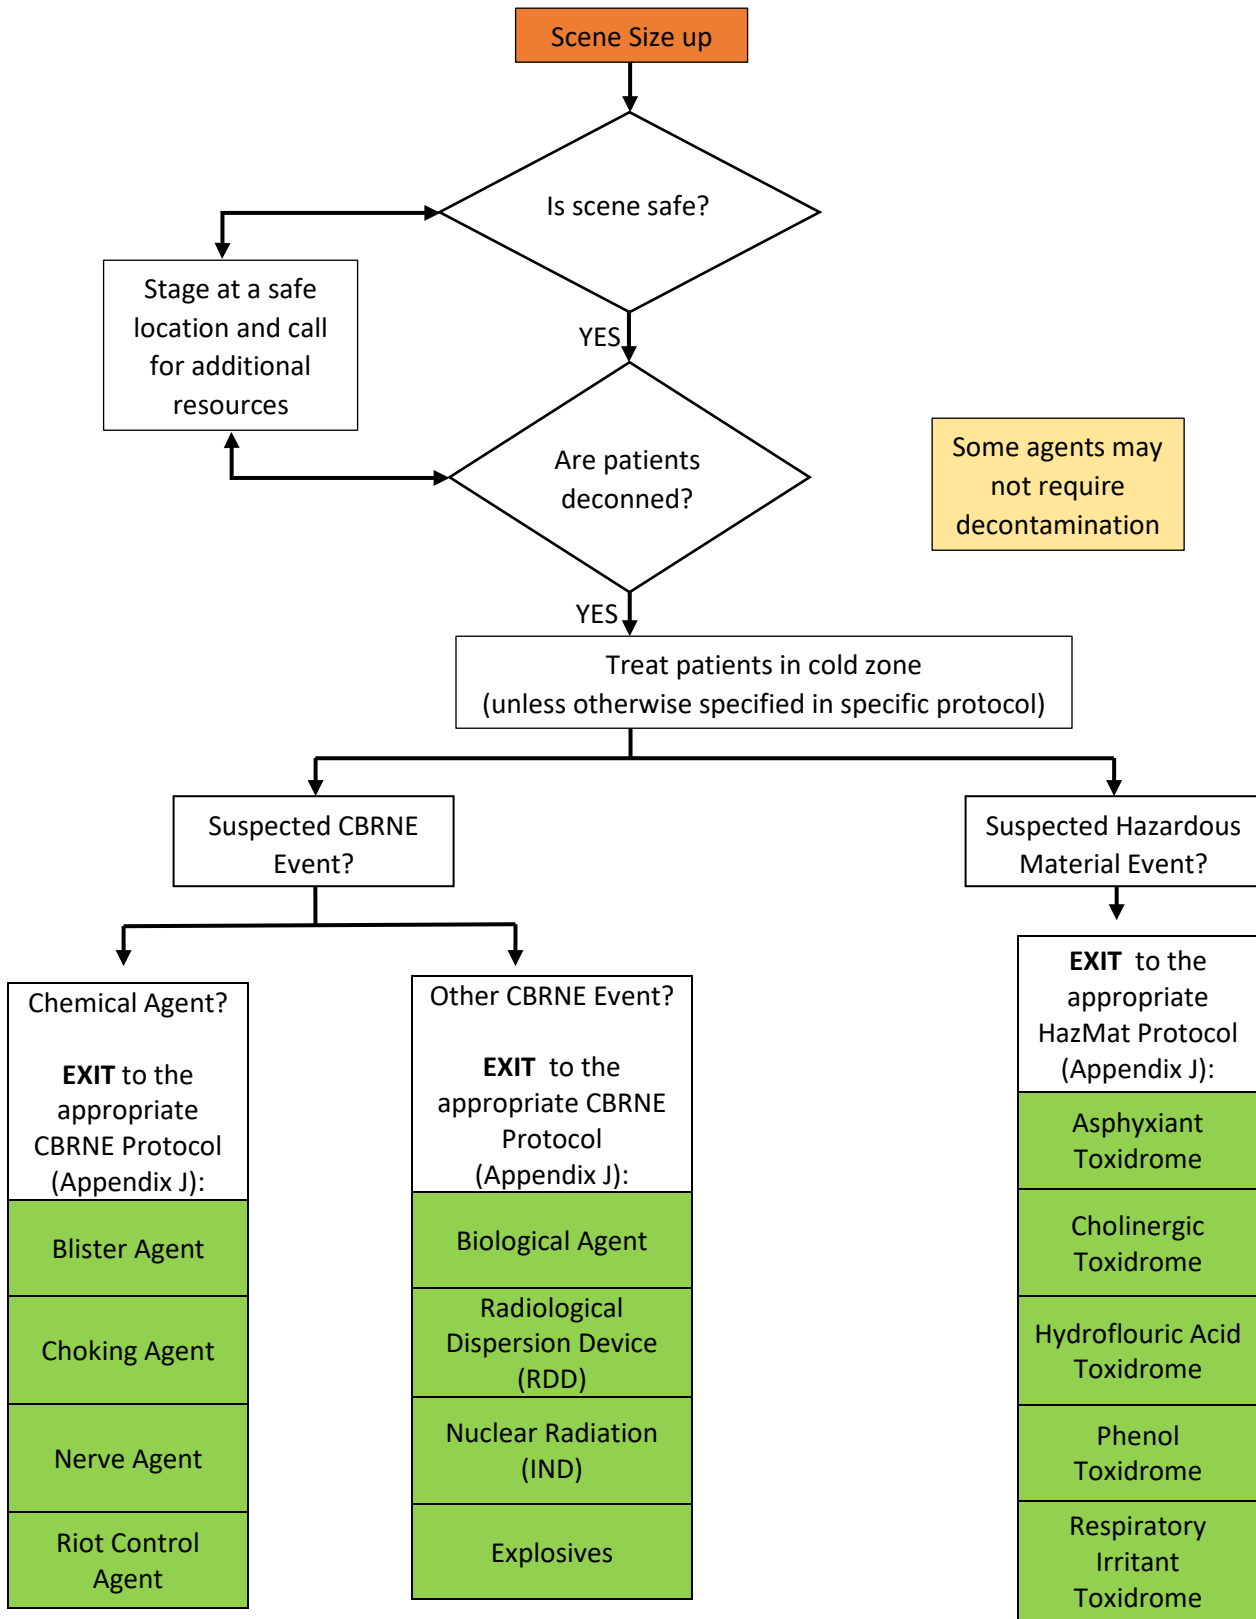 Scene Size up
Is scene safe?
Stage at a safe
location and call
for additional
resources
YES
Are patients
deconned?
Some agents may
not require
decontamination
YES
Treat patients in cold zone
(unless otherwise specified in specific protocol)
Suspected CBRNE
Event?
Suspected Hazardous
Material Event?
Chemical Agent?
EXIT to the
appropriate
CBRNE Protocol
(Appendix J):
Blister Agent
Choking Agent
Nerve Agent
Riot Control
Agent
Other CBRNE Event?
EXIT to the
appropriate CBRNE
Protocol
(Appendix J):
Biological Agent
Radiological
Dispersion Device
(RDD)
Nuclear Radiation
(IND)
Explosives
EXIT to the
appropriate
HazMat Protocol
(Appendix J):
Asphyxiant
Toxidrome
Cholinergic
Toxidrome
Hydroflouric Acid
Toxidrome
Phenol
Toxidrome
Respiratory
Irritant
Toxidrome